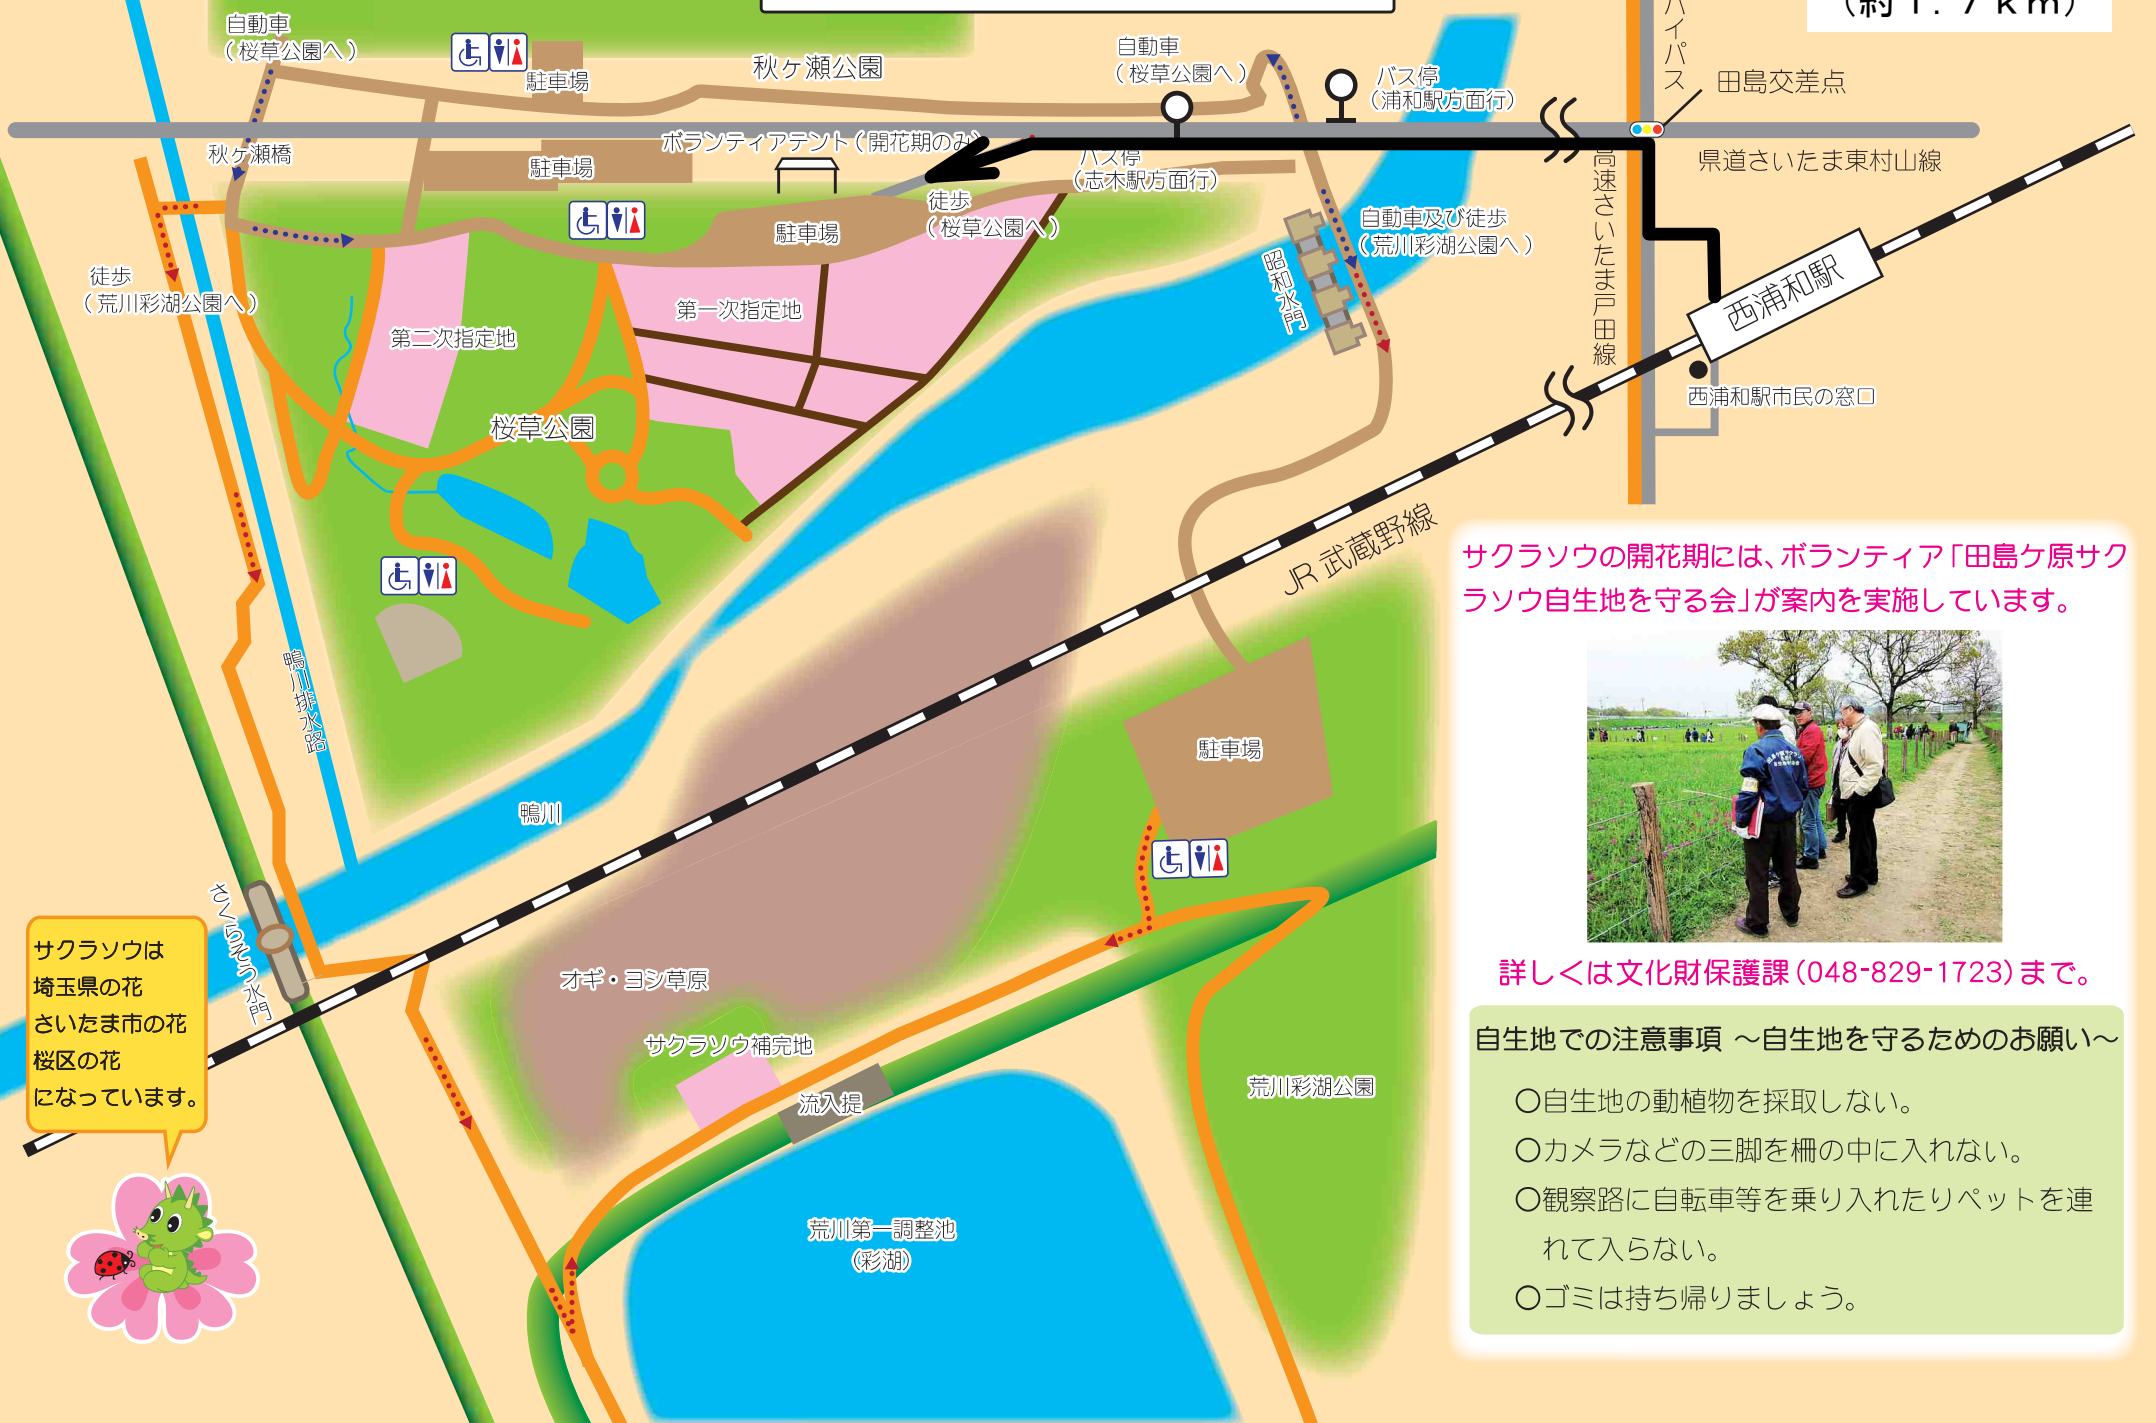 （約１.７ｋｍ）
自動車
（桜草公園へ）
駐車場
秋ヶ瀬公園
自動車
（桜草公園へ）
バス停
（浦和駅方面行）
イパス
田島交差点
秋ヶ瀬橋
駐車場
ボランティアテント（開花期のみ）
バス停
（志木駅方面行）
県道さいたま東村山線
高速さいたま戸田線
徒歩
（桜草公園へ）
駐車場
自動車及び徒歩
（荒川彩湖公園へ）
昭和水門
徒歩
（荒川彩湖公園へ）
第一次指定地
第二次指定地
西浦和駅
西浦和駅市民の窓口
桜草公園
JR 武蔵野線
鴨川排水路
駐車場
鴨川
さくらそう水門
オギ・ヨシ草原
サクラソウ補完地
流入堤
荒川彩湖公園
荒川第一調整池
（彩湖）
サクラソウは
埼玉県の花
さいたま市の花
桜区の花
になっています。
サクラソウの開花期には、ボランティア「田島ケ原サク
ラソウ自生地を守る会」が案内を実施しています。
詳しくは文化財保護課（048-829-1723）まで。
自生地での注意事項 ～自生地を守るためのお願い～
○自生地の動植物を採取しない。
○カメラなどの三脚を柵の中に入れない。
○観察路に自転車等を乗り入れたりペットを連
れて入らない。
○ゴミは持ち帰りましょう。